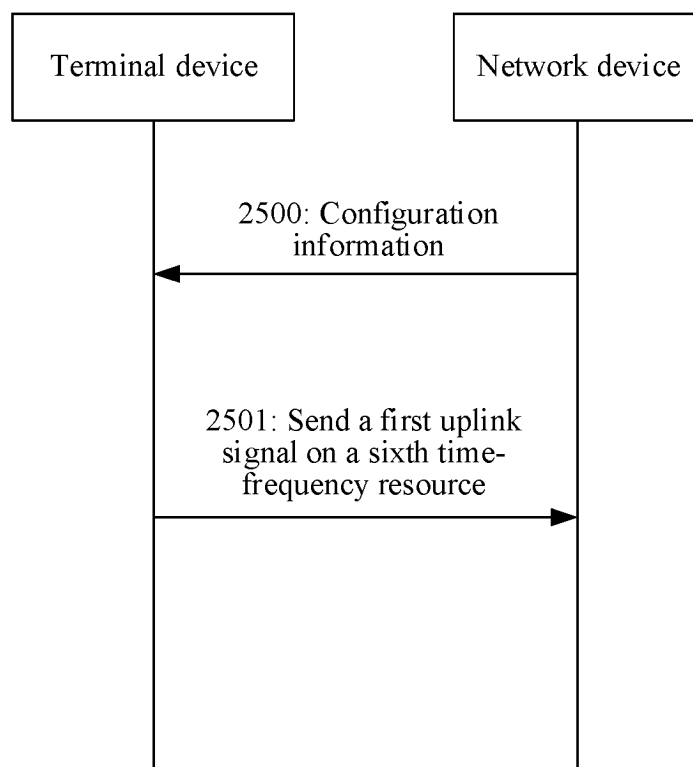 Terminal device
Network device
2500: Configuration
information
2501: Send a first uplink
signal on a sixth time-
frequency resource